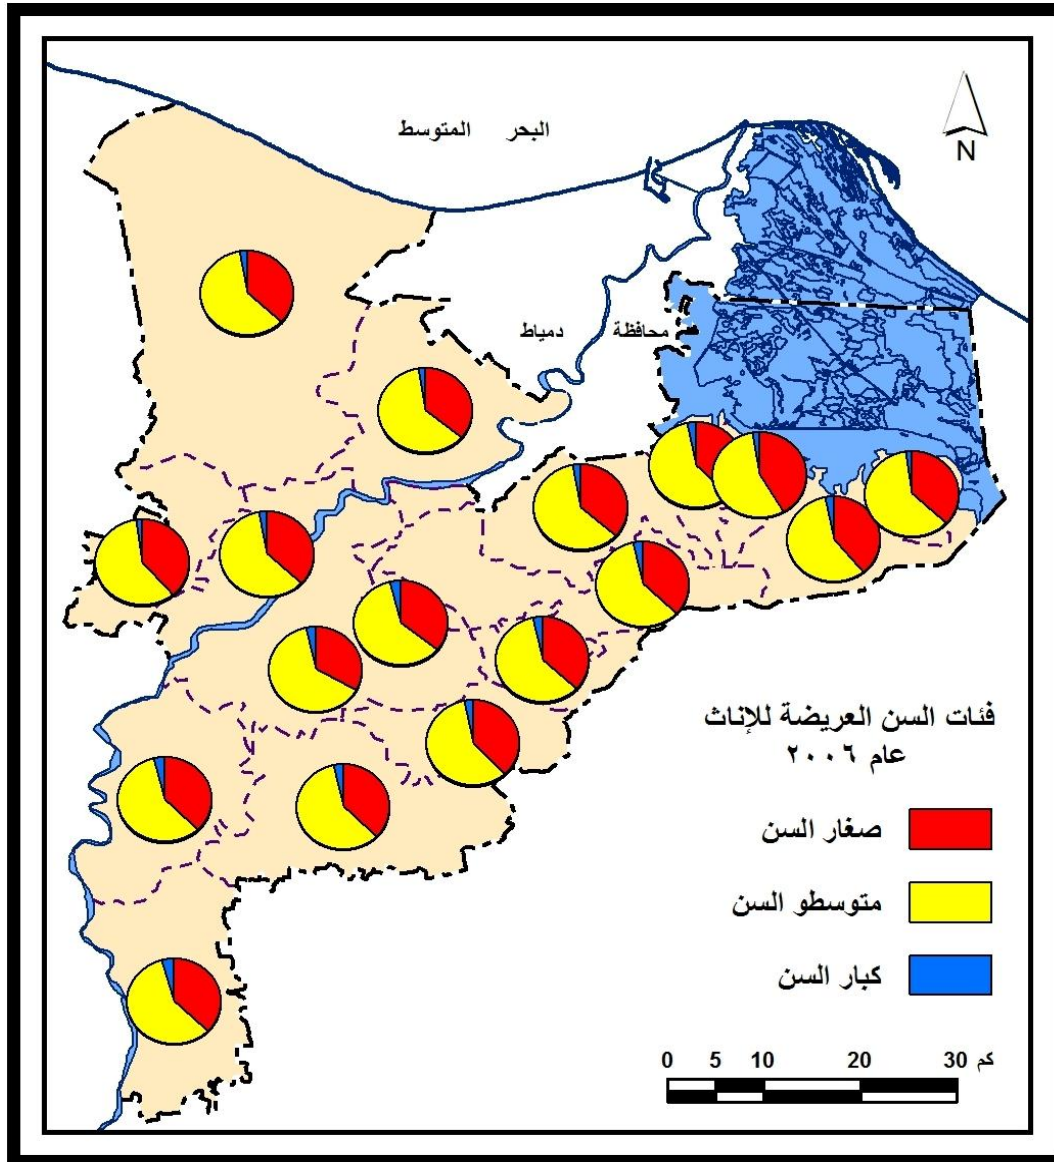 البحر المتوسط
N
محافظة دمياط
فئات السن العريضة للإناث
عام ٢٠٠٦
صغار السن
متوسطو السن
كبار السن
0 5 10 20 30 كم